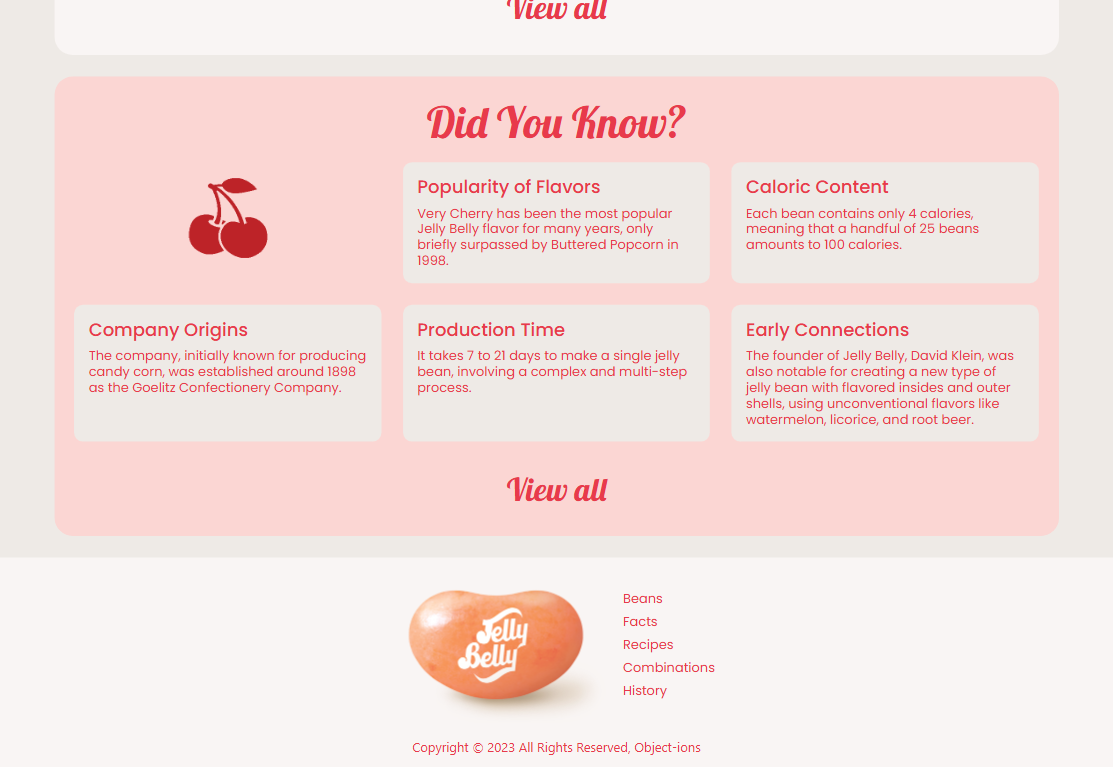 View all
Did You Know?
Popularity of Flavors
Very Cherry has been the most popular
Jelly Belly flavor for many years, only
briefly surpassed by Buttered Popcorn in
1998.
Caloric Content
Each bean contains only 4 calories,
meaning that a handful of 25 beans
amounts to 100 calories.
Company Origins
The company, initially known for producing
candy corn, was established around 1898
as the Goelitz Confectionery Company.
Production Time
It takes 7 to 21 days to make a single jelly
bean, involving a complex and multi-step
process.
Early Connections
The founder of Jelly Belly, David Klein, was
also notable for creating a new type of
jelly bean with flavored insides and outer
shells, using unconventional flavors like
watermelon, licorice, and root beer.
View all
Jelly
Belly
Beans
Facts
Recipes
Combinations
History
Copyright © 2023 All Rights Reserved, Object-ions